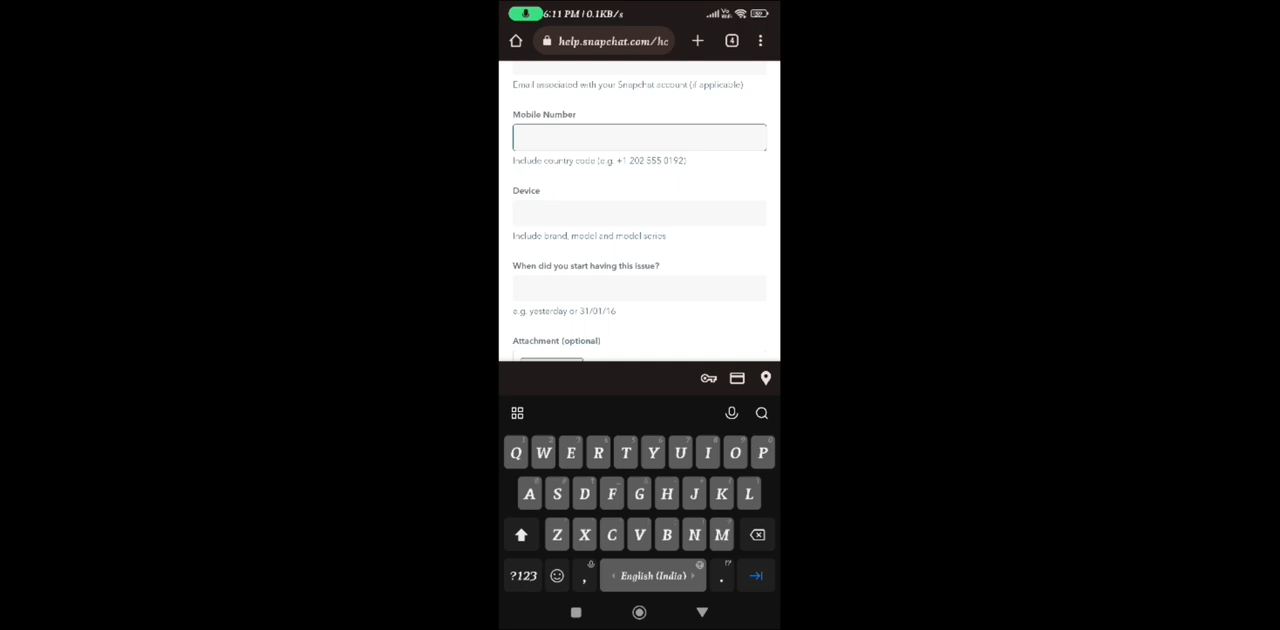 6:11 PM | 0.1KB/s
help.snapchat.com/hc
4
Email associated with your Snapchat account (if applicable)
Mobile Number
Include country code (e.g. +1 202 555 0192)
Device
Include brand, model and model series
When did you start having this issue?
e.g. yesterday or 31/01/16
Attachment (optional)
Q W E R T Y U I O P
A S D F G H J K L
Z X C V B N M
?123 , English (India) .